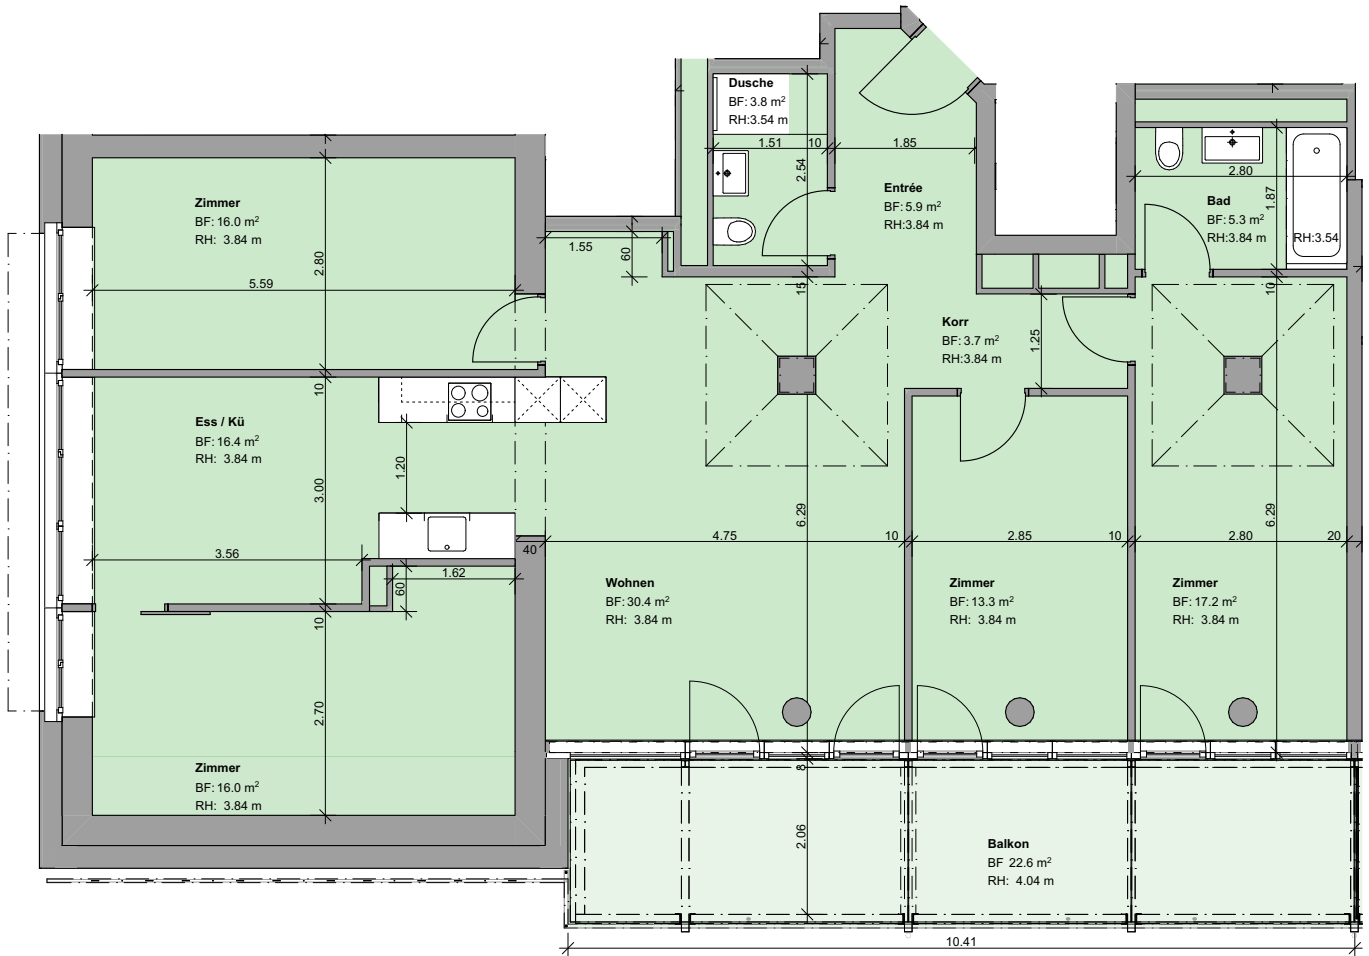 Dusche
BF: 3.8 m²
RH:3.54 m
1.51
10
1.85
2.54
Entrée
BF: 5.9 m²
RH:3.84 m
2.80
1.87
Bad
BF: 5.3 m²
RH:3.84 m
RH:3.54
Zimmer
BF: 16.0 m²
RH: 3.84 m
2.80
5.59
1.55
60
15
10
Korr
BF: 3.7 m²
RH:3.84 m
1.25
10
Ess / Kü
BF: 16.4 m²
RH: 3.84 m
1.20
3.00
3.56
40
1.62
60
4.75
6.29
10
2.85
10
2.80
6.29
20
Wohnen
BF: 30.4 m²
RH: 3.84 m
Zimmer
BF: 13.3 m²
RH: 3.84 m
Zimmer
BF: 17.2 m²
RH: 3.84 m
10
2.70
Zimmer
BF: 16.0 m²
RH: 3.84 m
8
2.06
Balkon
BF 22.6 m²
RH: 4.04 m
10.41